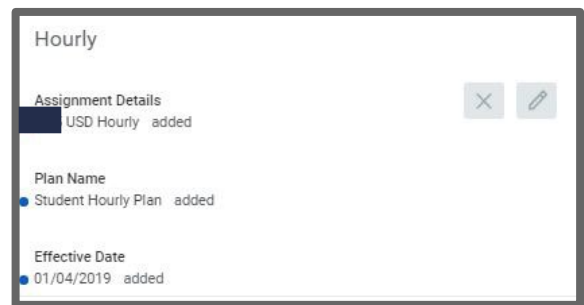 Hourly
Assignment Details
USD Hourly added
Plan Name
Student Hourly Plan added
Effective Date
01/04/2019 added